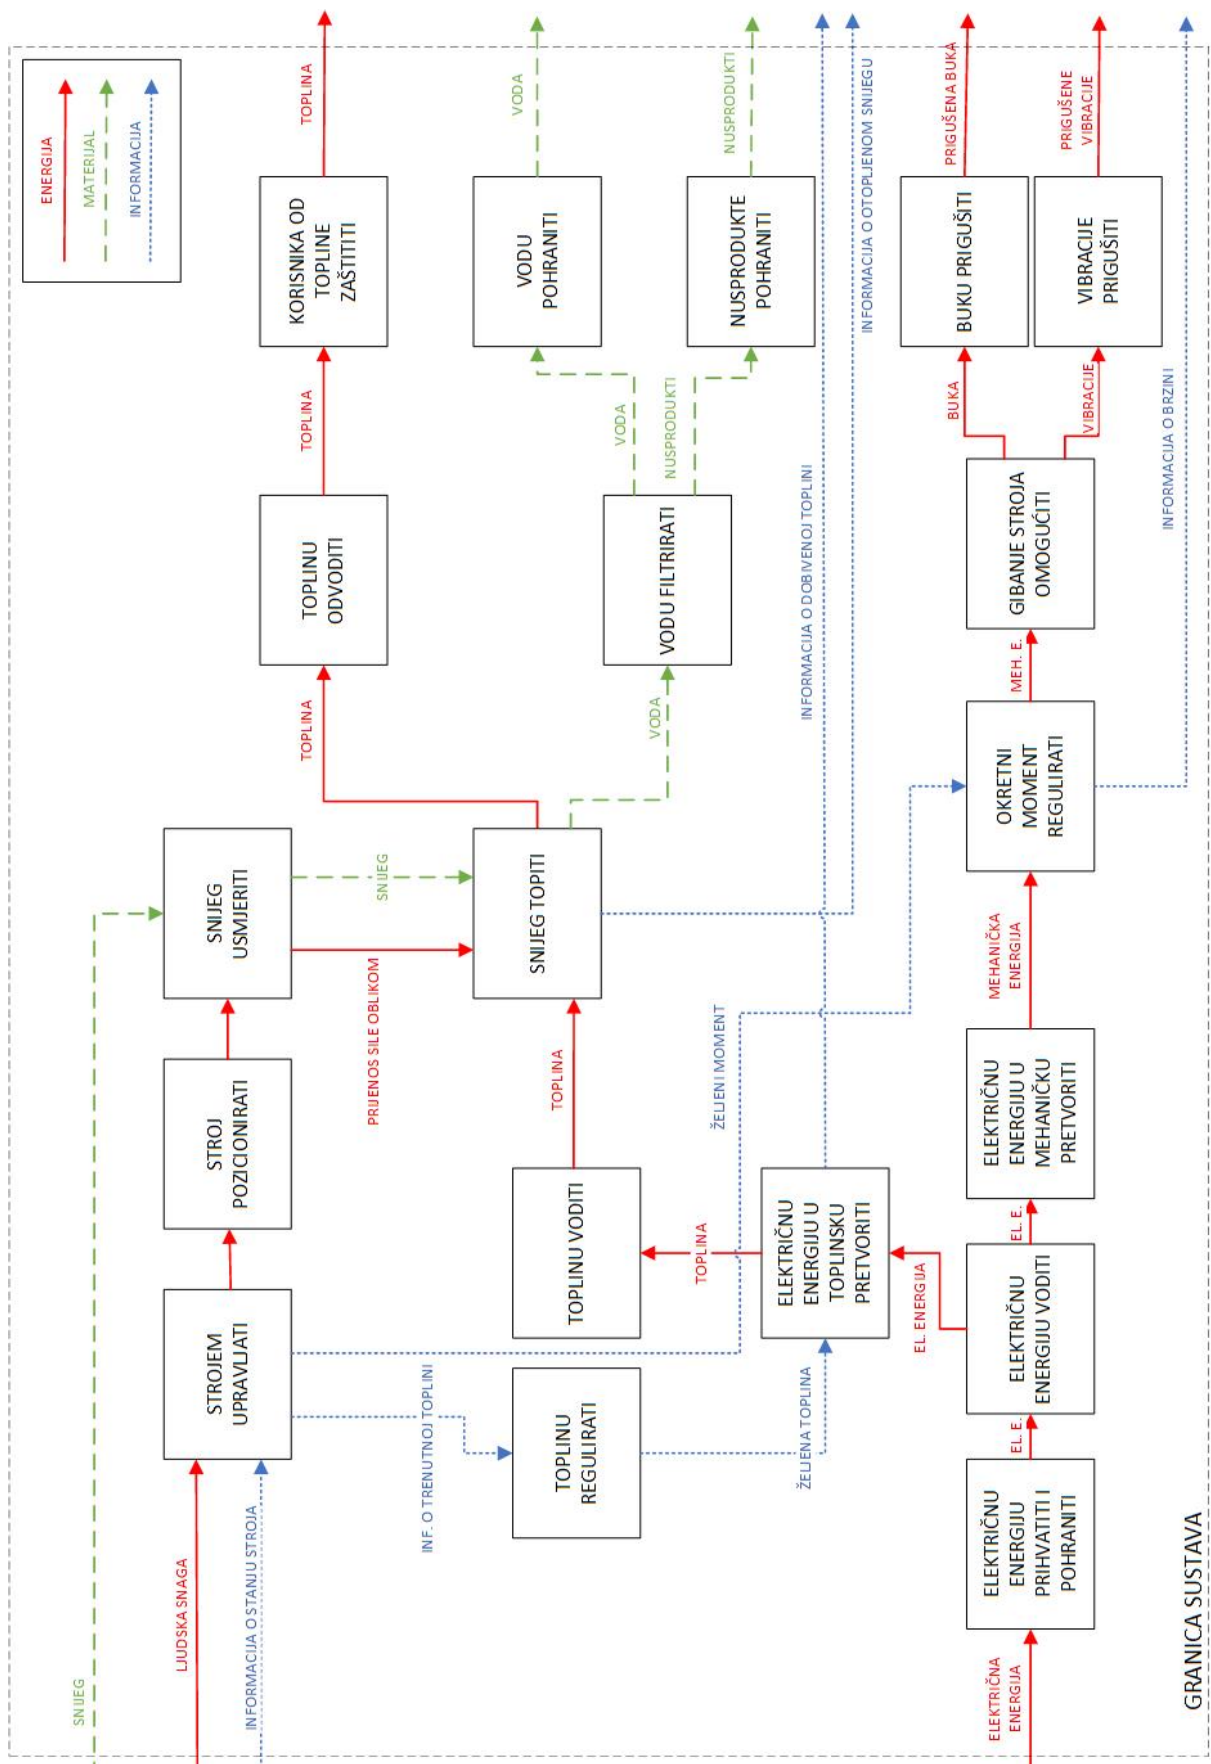 ENERGIJA
MATERIJAL
INFORMACIJA
SNIJEG
LJUDSKA SNAGA
INFORMACIJA O STANJU STROJA
STROJEM
UPRAVLJATI
STROJ
POZICIONIRATI
SNIJEG
USMJERITI
SNIJEG
PRIJENOS SILE OBLIKOM
INF. O TRENUTNOJ TOPLINI
TOPLINU
REGULIRATI
ŽELJENA TOPLINA
ŽELJENI MOMENT
TOPLINU VODITI
TOPLINA
TOPLINA
SNIJEG TOPITI
TOPLINA
TOPLINU
ODVODITI
TOPLINA
KORISNIKA OD
TOPLINE
ZAŠTITITI
TOPLINA
VODA
VODU FILTRIRATI
VODA
NUSPRODUKTI
VODU
POHRANITI
VODA
NUSPRODUKTE
POHRANITI
NUSPRODUKTI
ELEKTRIČNU
ENERGIJU U
TOPLINSKU
PRETVORITI
EL. ENERGIJA
INFORMACIJA O DOBIVENOJ TOPLINI
INFORMACIJA O OTOPLJENOM SNIJEGU
ELEKTRIČNA
ENERGIJA
ELEKTRIČNU
ENERGIJU
PRIHVATITI I
POHRANITI
EL. E.
ELEKTRIČNU
ENERGIJU VODITI
EL. E.
ELEKTRIČNU
ENERGIJU U
MEHANIČKU
PRETVORITI
MEHANIČKA
ENERGIJA
OKRETNI
MOMENT
REGULIRATI
MEH. E.
GIBANJE STROJA
OMOGUĆITI
BUKA
VIBRACIJE
BUKU PRIGUŠITI
PRIGUŠENA BUKA
VIBRACIJE
PRIGUŠITI
PRIGUŠENE
VIBRACIJE
INFORMACIJA O BRZINI
GRANICA SUSTAVA